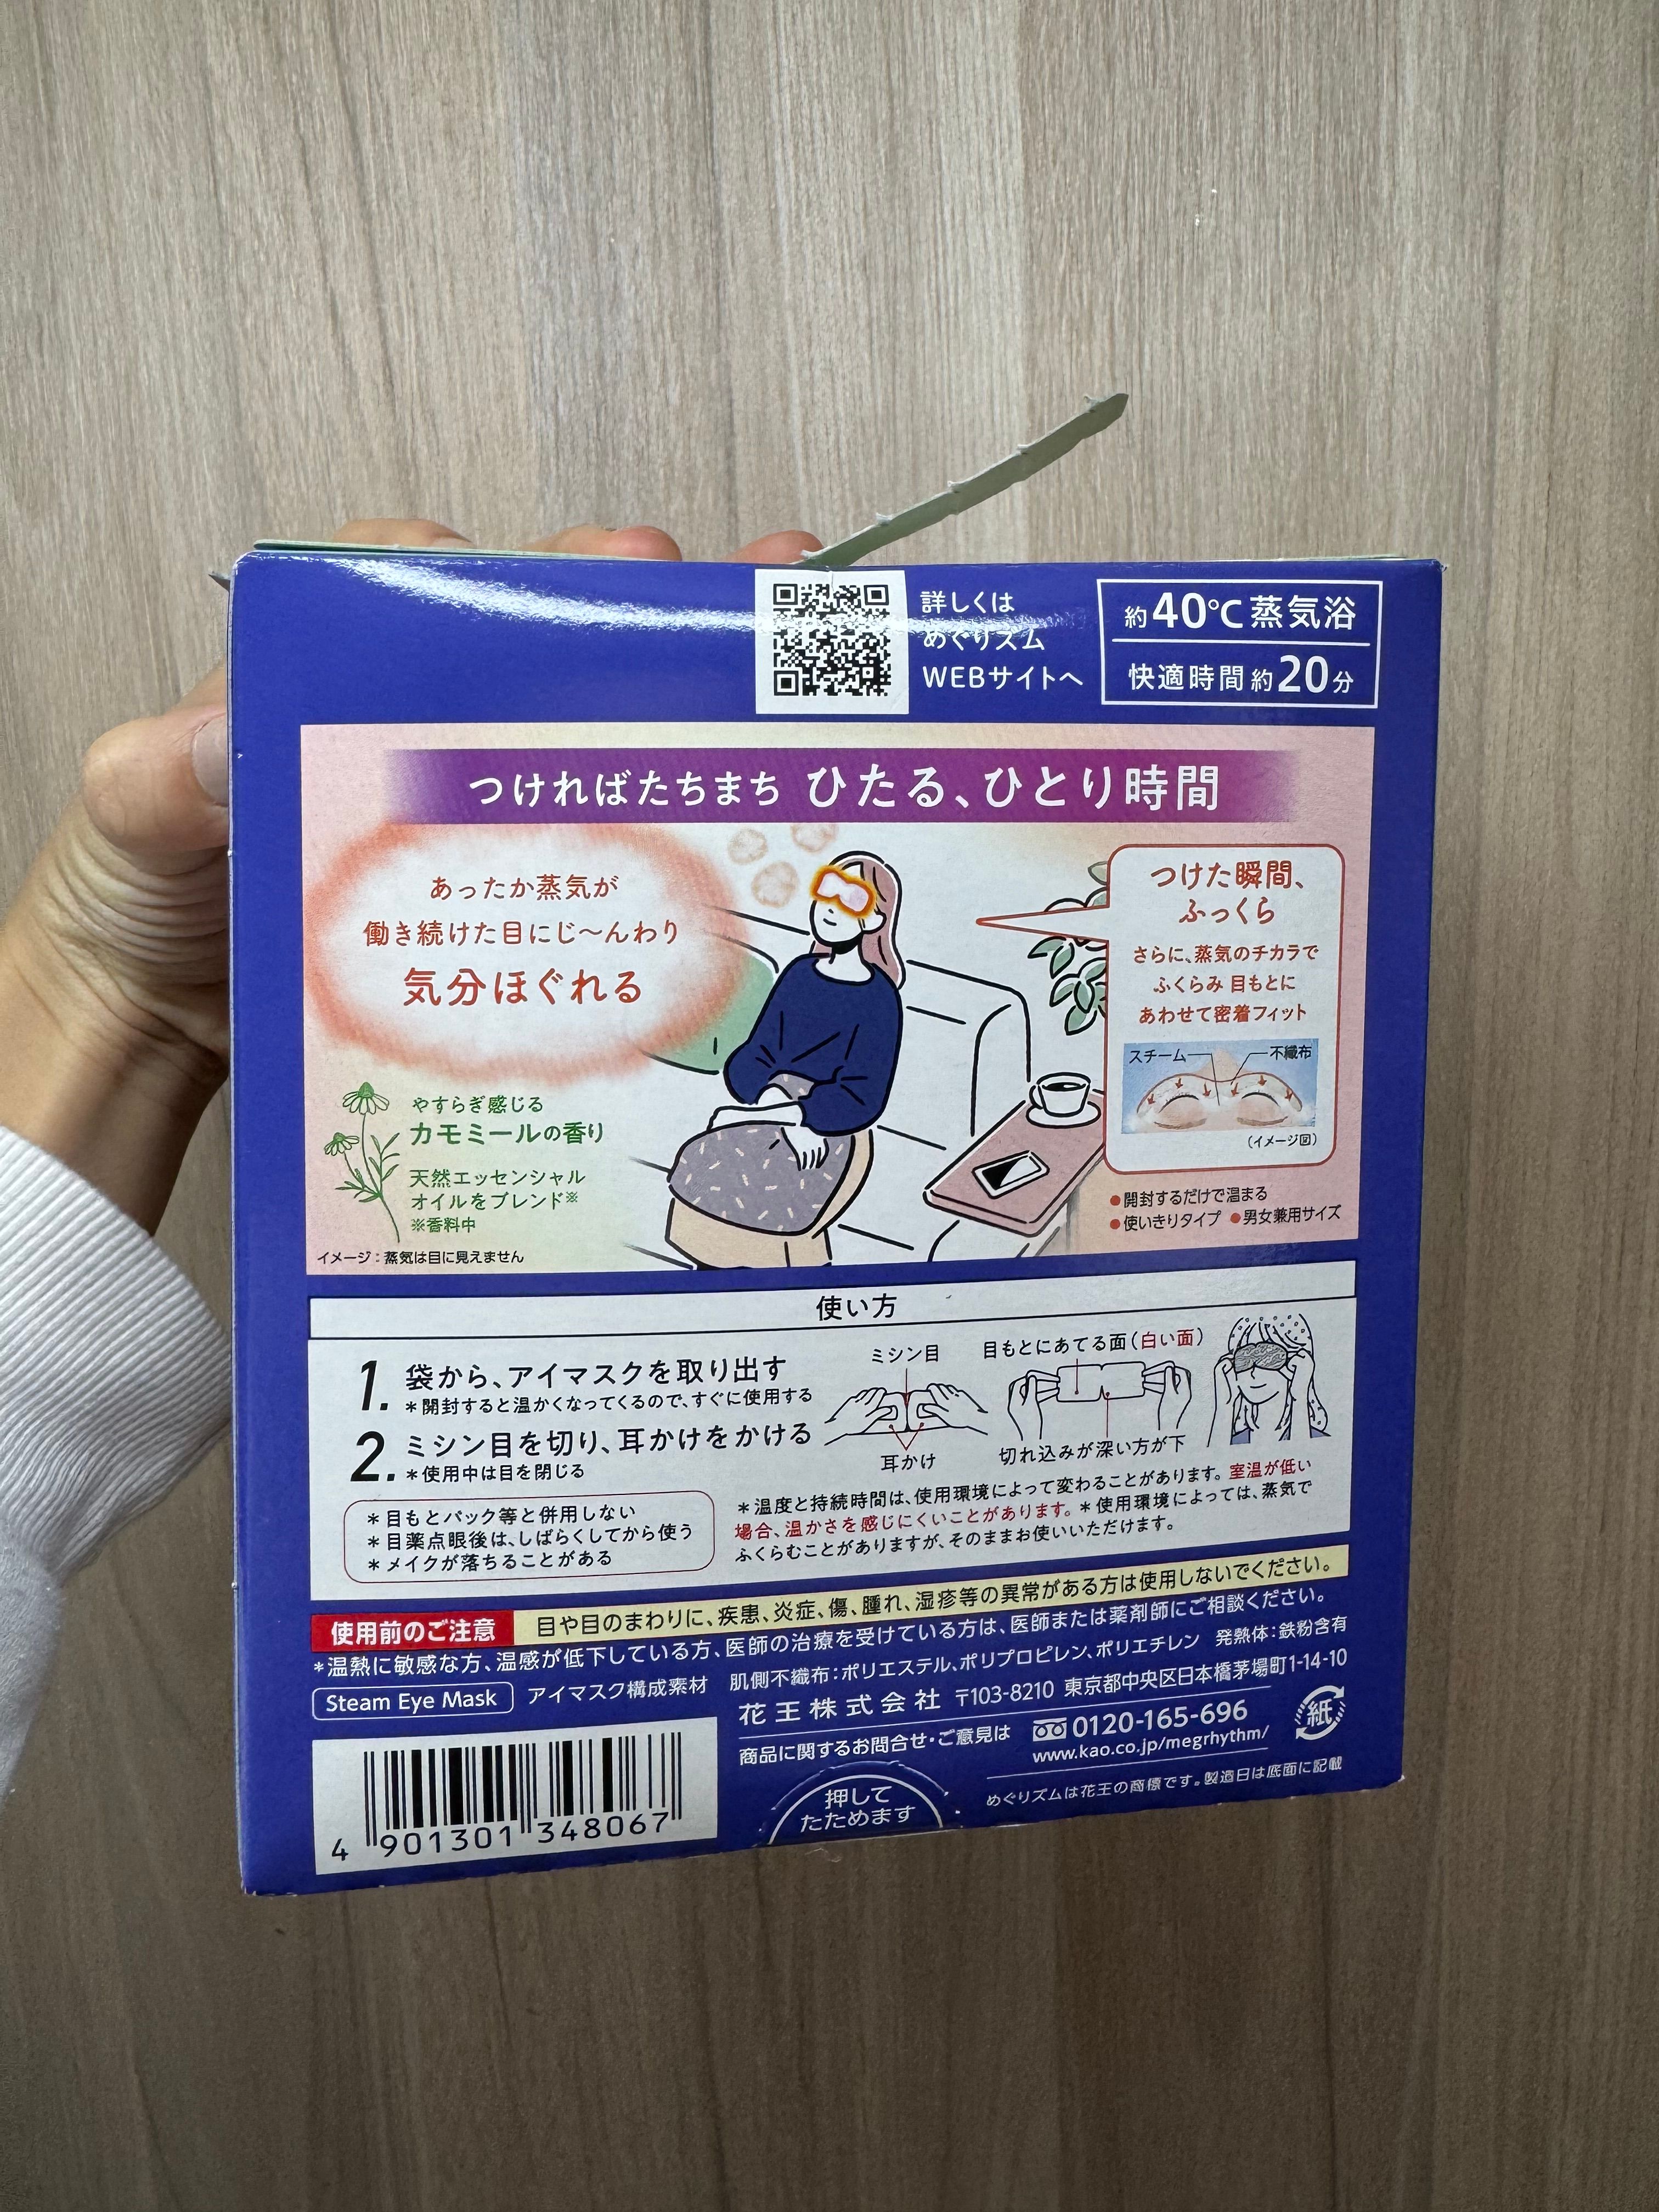 詳しくは
めぐりズム
WEBサイトへ
約40℃蒸気浴
快適時間約20分
つければたちまち ひたる、ひとり時間
あったか蒸気が
働き続けた目にじ〜んわり
気分ほぐれる
つけた瞬間、
ふっくら
さらに、蒸気のチカラで
ふくらみ 目もとに
あわせて密着フィット
スチーム
不織布
(イメージ図)
やすらぎ感じる
カモミールの香り
天然エッセンシャル
オイルをブレンド※
※香料中
イメージ:蒸気は目に見えません
●開封するだけで温まる
●使いきりタイプ ●男女兼用サイズ
使い方
1. 袋から、アイマスクを取り出す
＊開封すると温かくなってくるので、すぐに使用する
2. ミシン目を切り、耳かけをかける
＊使用中は目を閉じる
ミシン目
耳かけ
目もとにあてる面(白い面)
切れ込みが深い方が下
＊目もとパック等と併用しない
＊目薬点眼後は、しばらくしてから使う
＊メイクが落ちることがある
＊温度と持続時間は、使用環境によって変わることがあります。室温が低い
場合、温かさを感じにくいことがあります。＊使用環境によっては、蒸気で
ふくらむことがありますが、そのままお使いいただけます。
使用前のご注意 目や目のまわりに、疾患、炎症、傷、腫れ、湿疹等の異常がある方は使用しないでください。
＊温熱に敏感な方、温感が低下している方、医師の治療を受けている方は、医師または薬剤師にご相談ください。
Steam Eye Mask アイマスク構成素材 肌側不織布:ポリエステル、ポリプロピレン、ポリエチレン 発熱体:鉄粉含有
花王株式会社 〒103-8210 東京都中央区日本橋茅場町1-14-10
商品に関するお問合せ・ご意見は 0120-165-696
www.kao.co.jp/megrhythm/
紙
めぐりズムは花王の商標です。製造日は底面に記載
押して
たためます
4 901301 348067